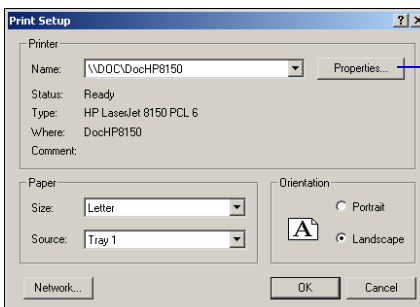 Print Setup
Printer
Name: \\DOC\DocHP8150 Properties...
Status: Ready
Type: HP LaserJet 8150 PCL 6
Where: DocHP8150
Comment:
Paper
Size: Letter
Source: Tray 1
Orientation
A
Portrait
Landscape
Network... OK Cancel